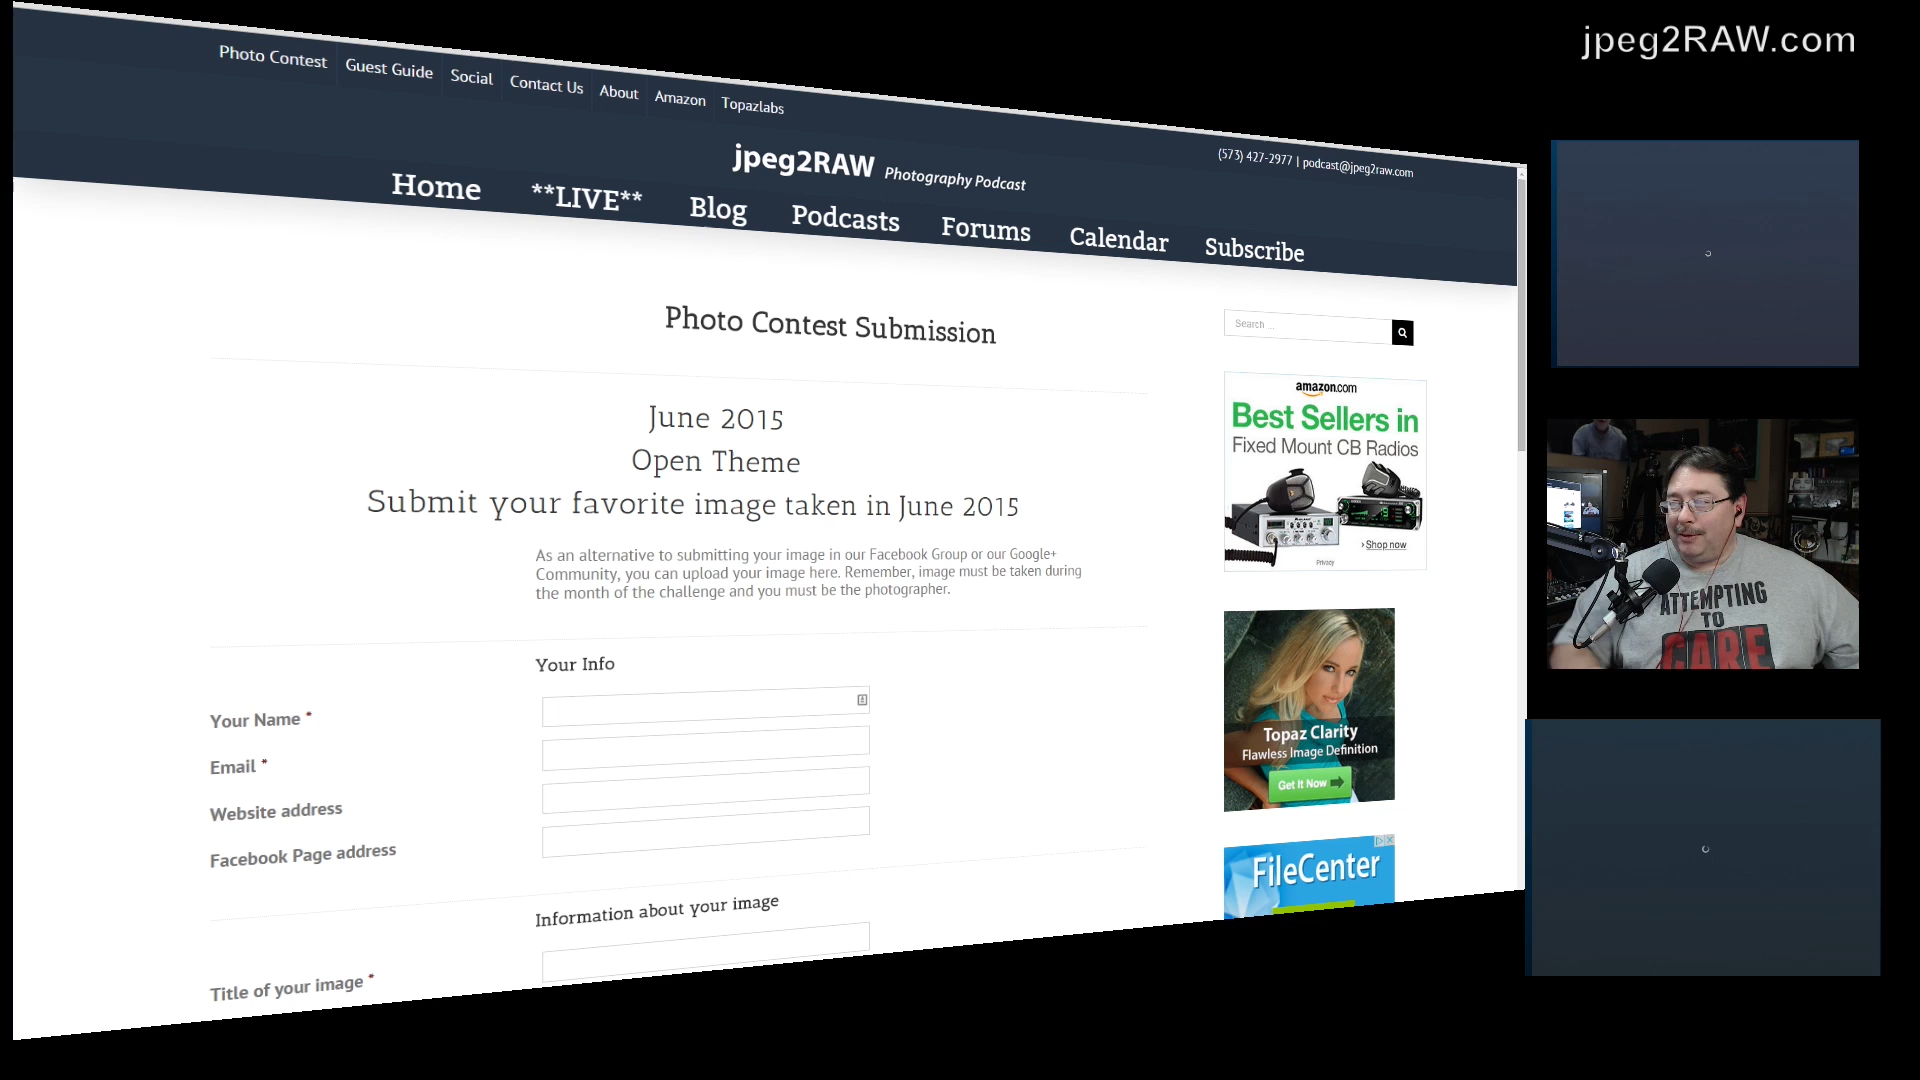 jpeg2RAW.com
Photo Contest
Guest Guide
Social
Contact Us
About
Amazon
Topazlabs
(573) 427-2977 | podcast@jpeg2raw.com
jpeg2RAW Photography Podcast
Home
**LIVE**
Blog
Podcasts
Forums
Calendar
Subscribe
Photo Contest Submission
Search ...
June 2015
Open Theme
Submit your favorite image taken in June 2015
As an alternative to submitting your image in our Facebook Group or our Google+
Community, you can upload your image here. Remember, image must be taken during
the month of the challenge and you must be the photographer.
Your Info
Your Name *
Email *
Website address
Facebook Page address
Information about your image
Title of your image *
amazon.com
Best Sellers in
Fixed Mount CB Radios
Shop now
Privacy
Topaz Clarity
Flawless Image Definition
Get It Now
FileCenter
ATTEMPTING
TO
CARE